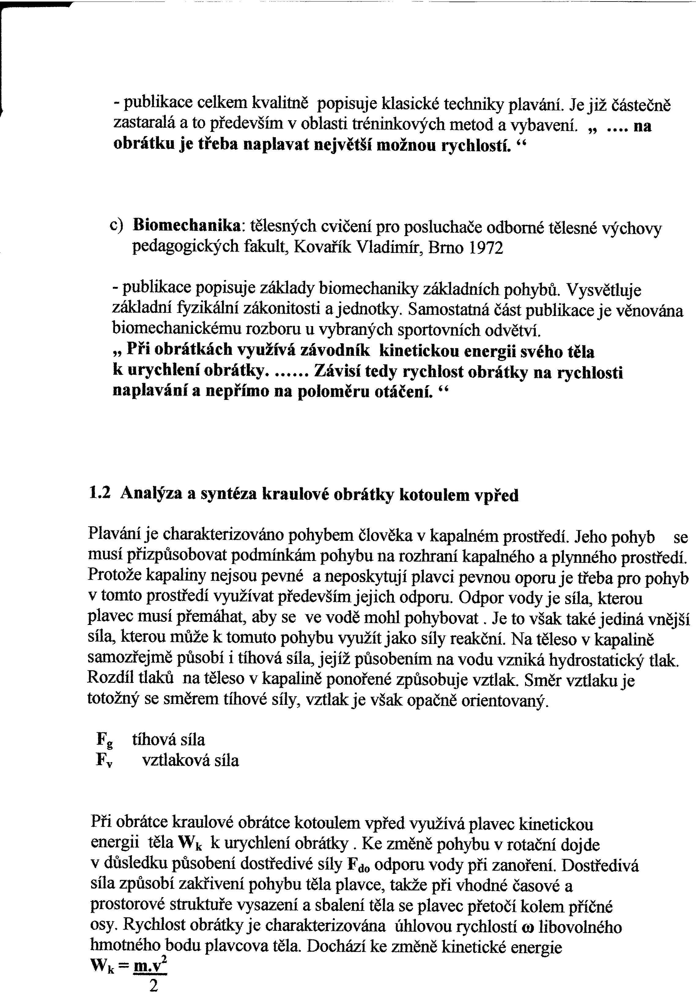 - publikace celkem kvalitně  popisuje klasické techniky plavání. Je již částečně
zastaralá a to především v oblasti tréninkových metod a vybavení.  „  .... na
obrátku je třeba naplavat největší možnou rychlostí. “
c)  Biomechanika: tělesných cvičení pro posluchače odborné tělesné výchovy
pedagogických fakult, Kovařík Vladimír, Brno 1972
- publikace popisuje základy biomechaniky základních pohybů. Vysvětluje
základní fyzikální zákonitosti a jednotky. Samostatná část publikace je věnována
biomechanickému rozboru u vybraných sportovních odvětví.
„ Při obrátkách využívá závodník  kinetickou energii svého těla
k urychlení obrátky. ...... Závisí tedy rychlost obrátky na rychlosti
naplavání a nepřímo na poloměru otáčení. “
1.2  Analýza a syntéza kraulové obrátky kotoulem vpřed
Plavání je charakterizováno pohybem člověka v kapalném prostředí. Jeho pohyb    se
musí přizpůsobovat podmínkám pohybu na rozhraní kapalného a plynného prostředí.
Protože kapaliny nejsou pevné  a neposkytují plavci pevnou oporu je třeba pro pohyb
v tomto prostředí využívat především jejich odporu. Odpor vody je síla, kterou
plavec musí přemáhat, aby se  ve vodě mohl pohybovat . Je to však také jediná vnější
síla, kterou může k tomuto pohybu využít jako síly reakční. Na těleso v kapalině
samozřejmě působí i tíhová síla, jejíž působením na vodu vzniká hydrostatický tlak.
Rozdíl tlaků  na těleso v kapalině ponořené způsobuje vztlak. Směr vztlaku je
totožný se směrem tíhové síly, vztlak je však opačně orientovaný.
F_g    tíhová síla
F_v    vztlaková síla
Při obrátce kraulové obrátce kotoulem vpřed využívá plavec kinetickou
energii  těla W_k  k urychlení obrátky . Ke změně pohybu v rotační dojde
v důsledku působení dostředivé síly F_do odporu vody při zanoření. Dostředivá
síla způsobí zakřivení pohybu těla plavce, takže při vhodné časové a
prostorové struktuře vysazení a sbalení těla se plavec přetočí kolem příčné
osy. Rychlost obrátky je charakterizována  úhlovou rychlostí ω libovolného
hmotného bodu plavcova těla. Dochází ke změně kinetické energie
W_k = m.v²
2